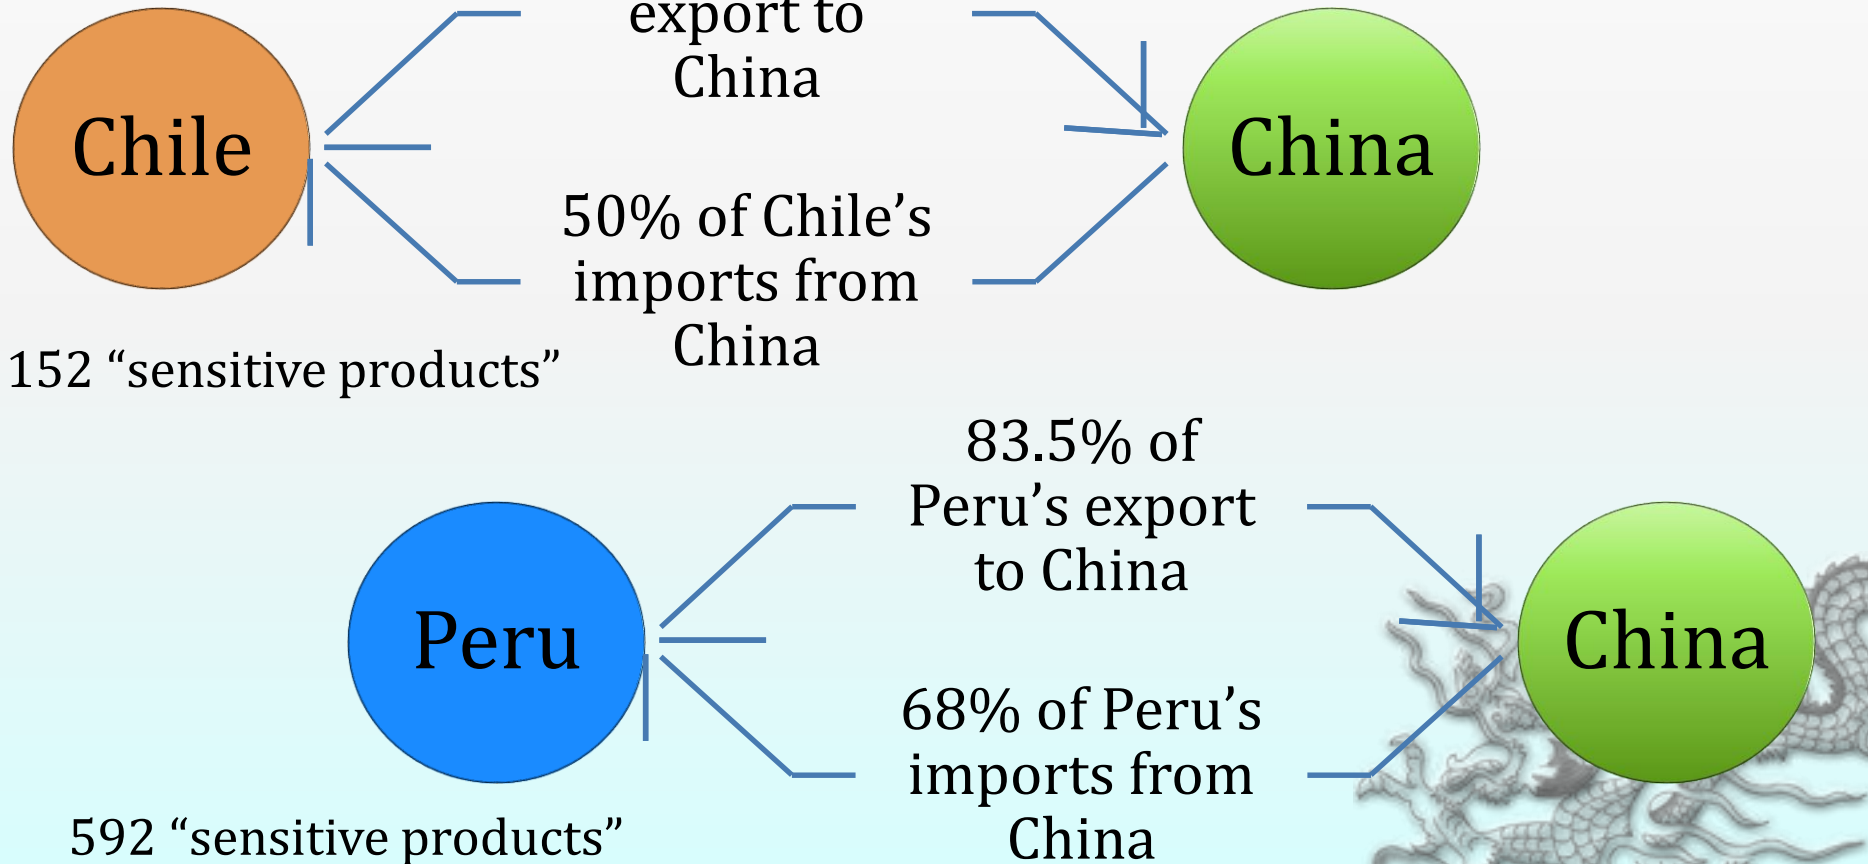 export to
China
Chile
China
50% of Chile’s
imports from
China
152 “sensitive products”
83.5% of
Peru’s export
to China
Peru
China
68% of Peru’s
imports from
China
592 “sensitive products”